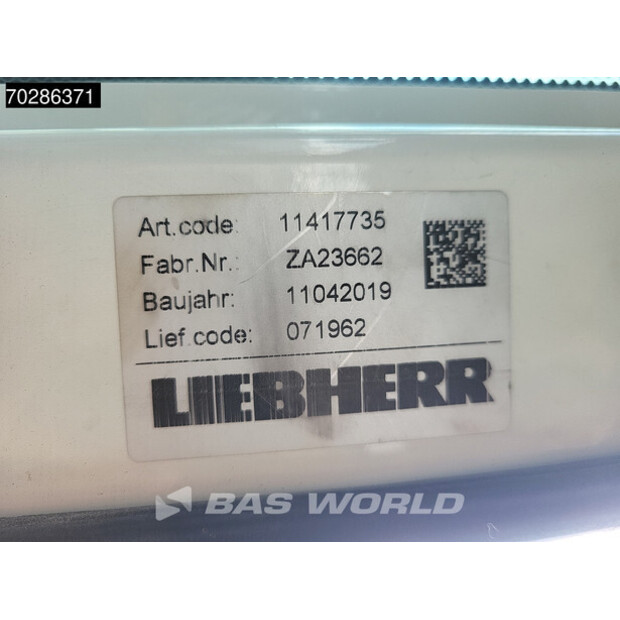 70286371
Art.code: 11417735
Fabr.Nr.: ZA23662
Baujahr: 11042019
Lief.code: 071962
LIEBHERR
BAS WORLD